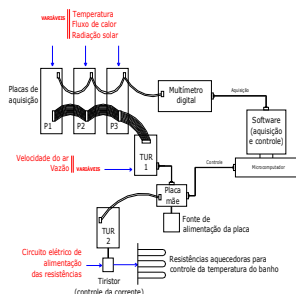 VARIÁVEIS
Temperatura
Fluxo de calor
Radiação solar
Placas de
aquisição
P1
P2
P3
Multímetro
digital
Aquisição
Software
(aquisição
e controle)
Microcomputador
Velocidade do ar
Vazão
VARIÁVEIS
TUR
1
Controle
Placa
mãe
TUR
2
Fonte de
alimentação da placa
Circuito elétrico de
alimentação
das resistências
Tiristor
(controle da corrente)
Resistências aquecedoras para
controle da temperatura do banho